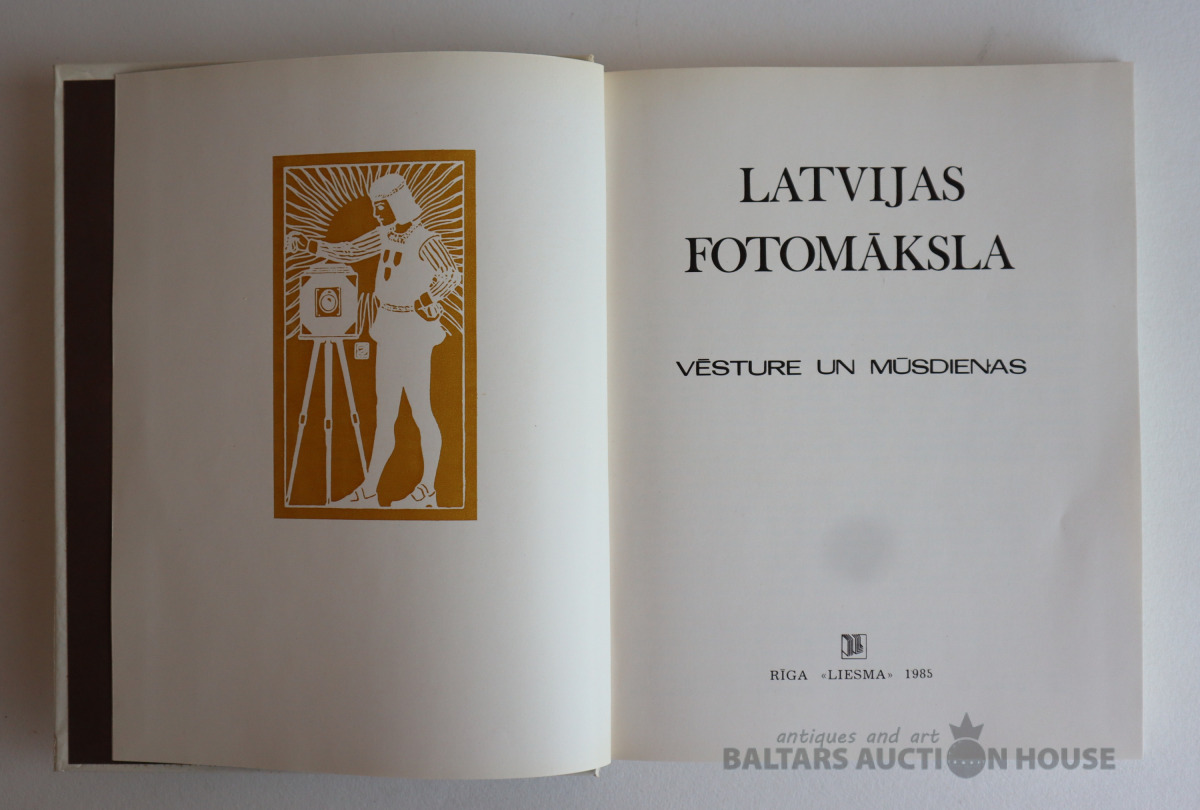 LATVIJAS
FOTOMĀKSLA
VĒSTURE UN MŪSDIENAS
RĪGA «LIESMA» 1985
antiques and art
BALTARS AUCTION HOUSE